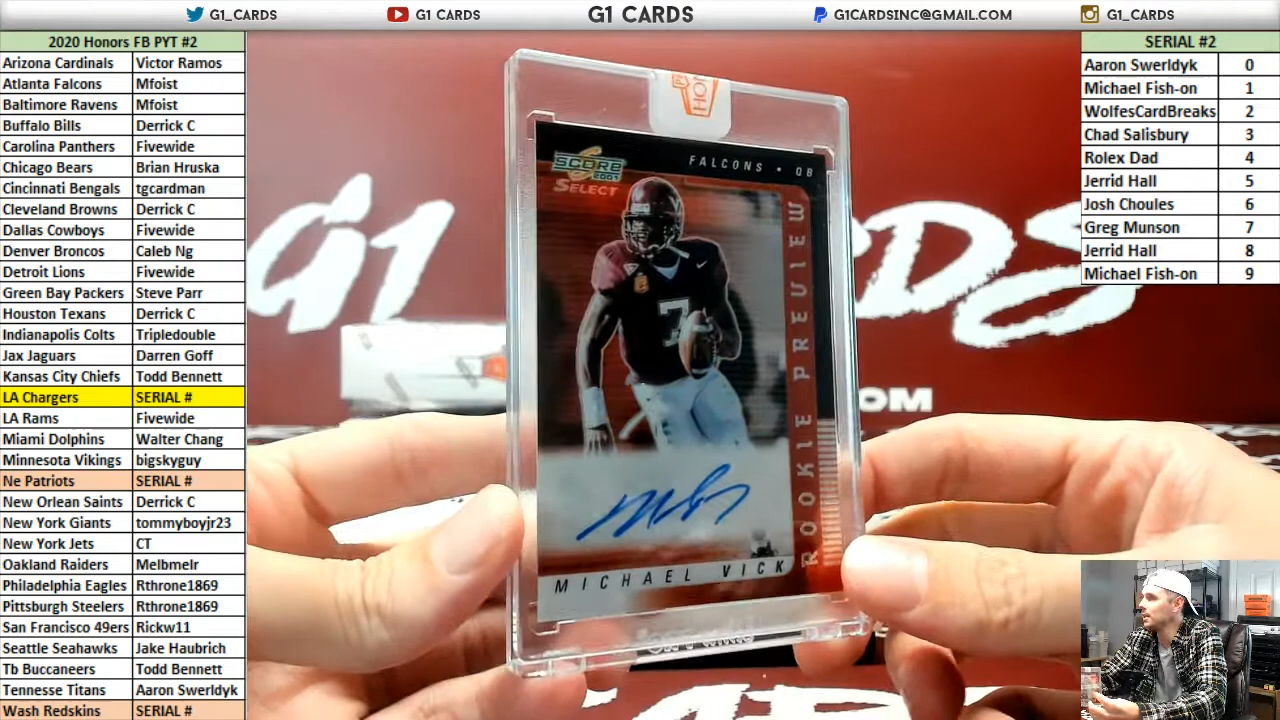 G1_CARDS
G1 CARDS
G1 CARDS
G1CARDSINC@GMAIL.COM
G1_CARDS
2020 Honors FB PYT #2
Arizona Cardinals Victor Ramos
Atlanta Falcons Mfoist
Baltimore Ravens Mfoist
Buffalo Bills Derrick C
Carolina Panthers Fivewide
Chicago Bears Brian Hruska
Cincinnati Bengals tgcardman
Cleveland Browns Derrick C
Dallas Cowboys Fivewide
Denver Broncos Caleb Ng
Detroit Lions Fivewide
Green Bay Packers Steve Parr
Houston Texans Derrick C
Indianapolis Colts Tripledouble
Jax Jaguars Darren Goff
Kansas City Chiefs Todd Bennett
LA Chargers SERIAL #
LA Rams Fivewide
Miami Dolphins Walter Chang
Minnesota Vikings bigskyguy
Ne Patriots SERIAL #
New Orlean Saints Derrick C
New York Giants tommyboyjr23
New York Jets CT
Oakland Raiders Melbmelr
Philadelphia Eagles Rthrone1869
Pittsburgh Steelers Rthrone1869
San Francisco 49ers Rickw11
Seattle Seahawks Jake Haubrich
Tb Buccaneers Todd Bennett
Tennesse Titans Aaron Swerldyk
Wash Redskins SERIAL #
SERIAL #2
Aaron Swerldyk 0
Michael Fish-on 1
WolfesCardBreaks 2
Chad Salisbury 3
Rolex Dad 4
Jerrid Hall 5
Josh Choules 6
Greg Munson 7
Jerrid Hall 8
Michael Fish-on 9
HON
SCORE
2001
SELECT
FALCONS • QB
ROOKIE PREVIEW
7
MICHAEL VICK
G1
RDS
OM